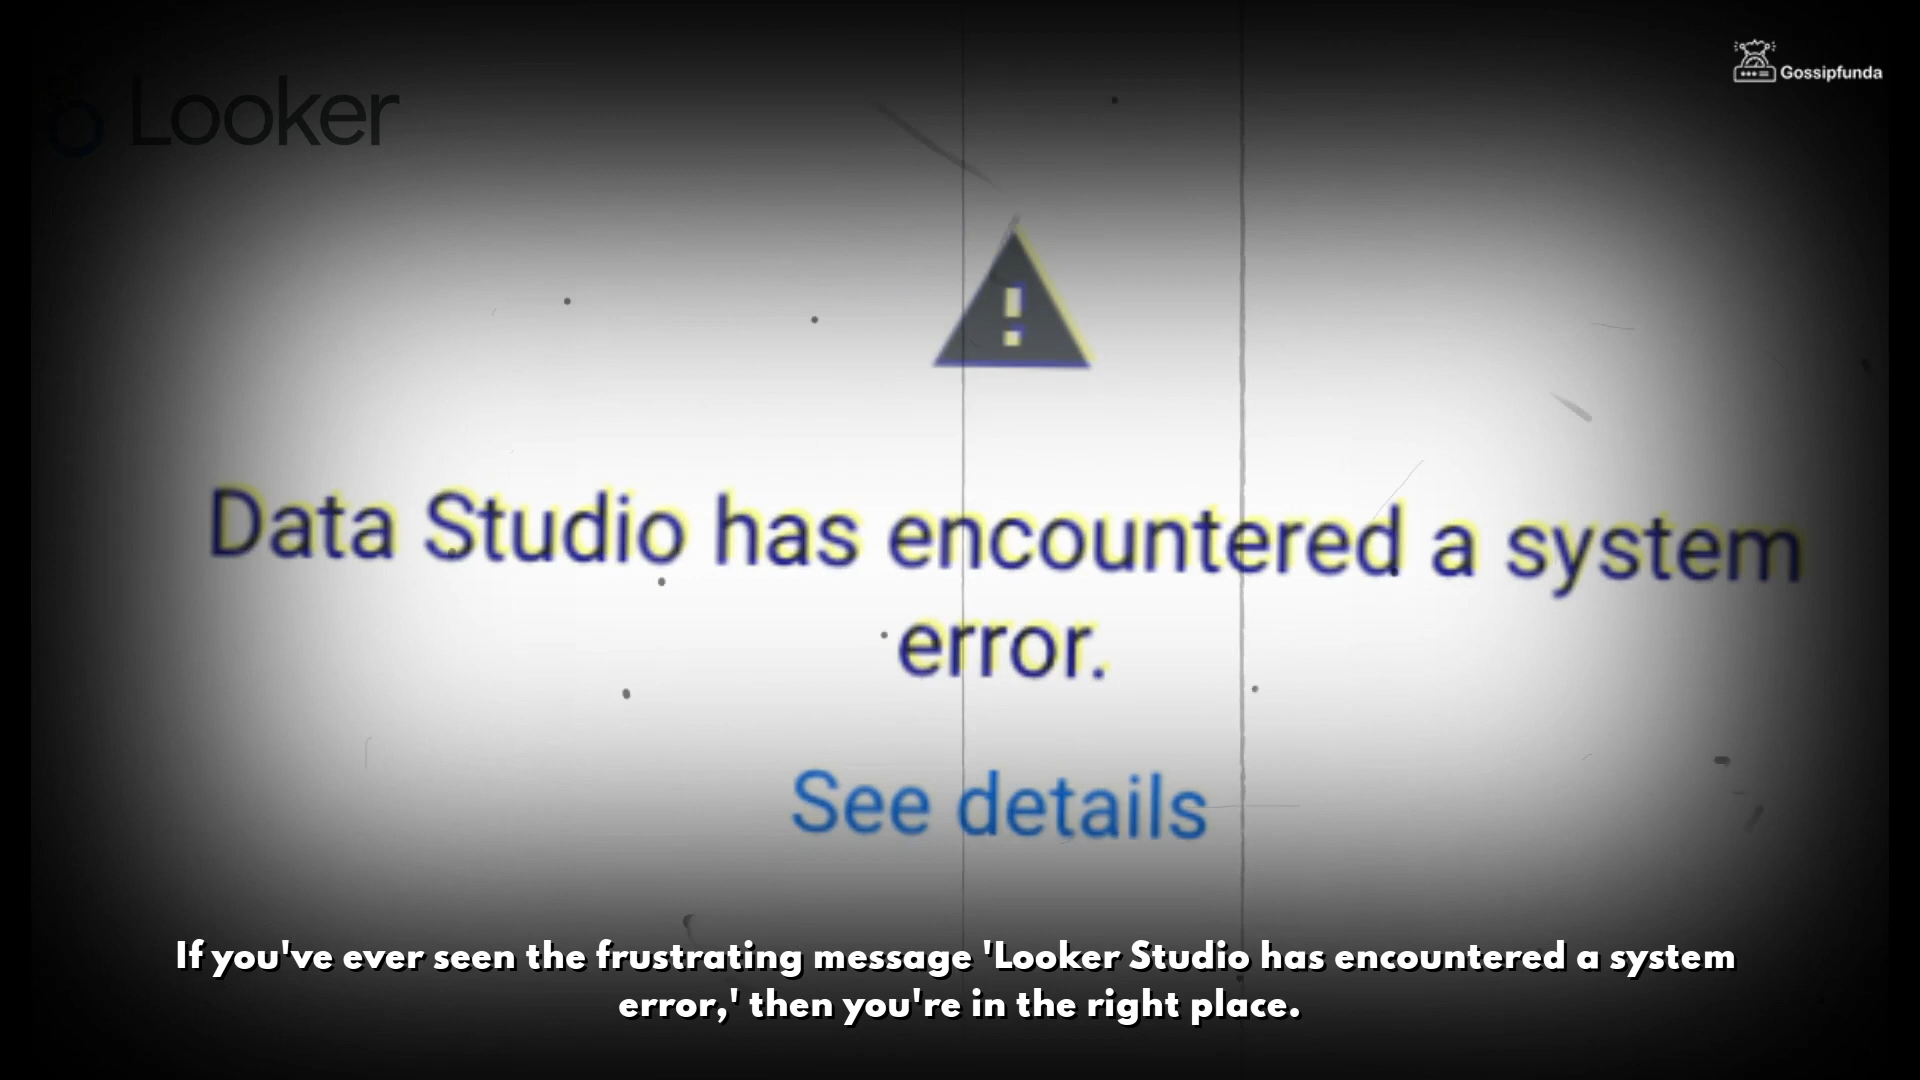 Looker
Gossipfunda
!
Data Studio has encountered a system
error.
See details
If you've ever seen the frustrating message 'Looker Studio has encountered a system
error,' then you're in the right place.